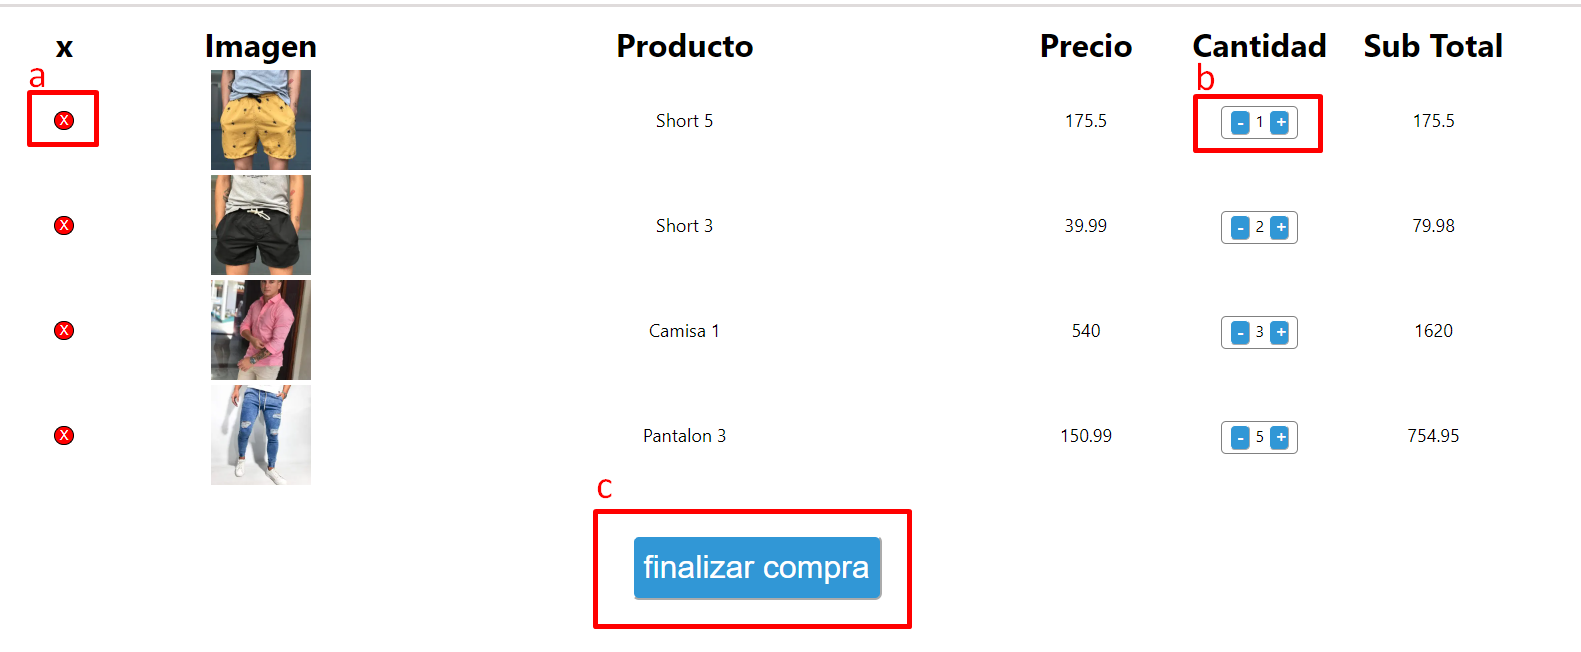 x Imagen Producto Precio Cantidad Sub Total
a b
X Short 5 175.5 - 1 + 175.5
X Short 3 39.99 - 2 + 79.98
X Camisa 1 540 - 3 + 1620
X Pantalon 3 150.99 - 5 + 754.95
c
finalizar compra